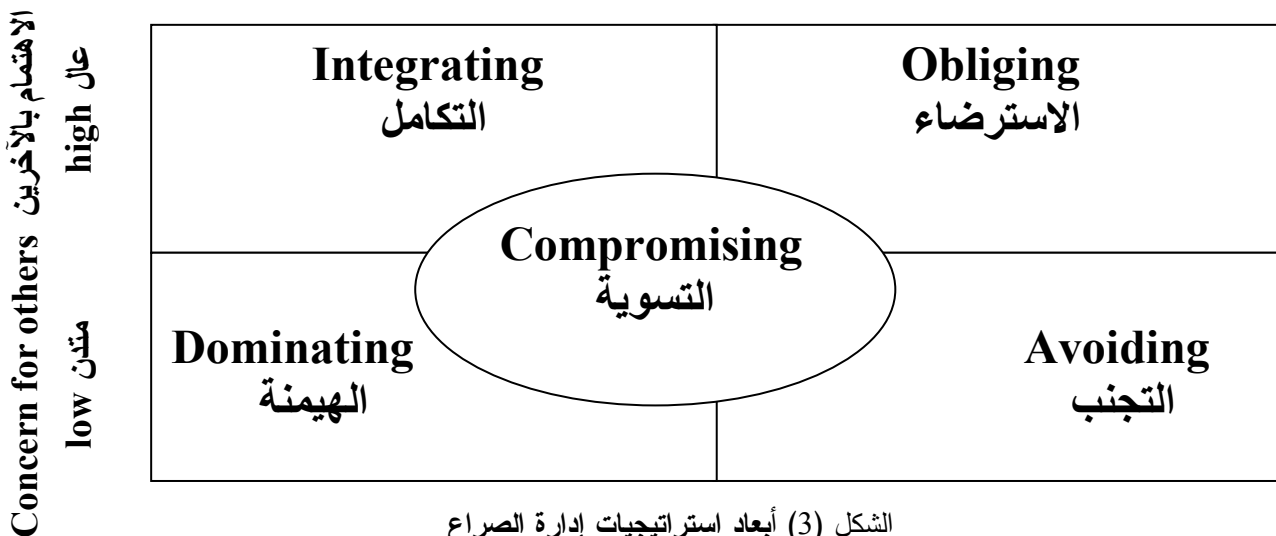 Concern for others الاهتمام بالآخرين
high عال
low متدن
Integrating
التكامل
Obliging
الاسترضاء
Compromising
التسوية
Dominating
الهيمنة
Avoiding
التجنب
الشكل (3) أبعاد استراتيجيات إدارة الصراع